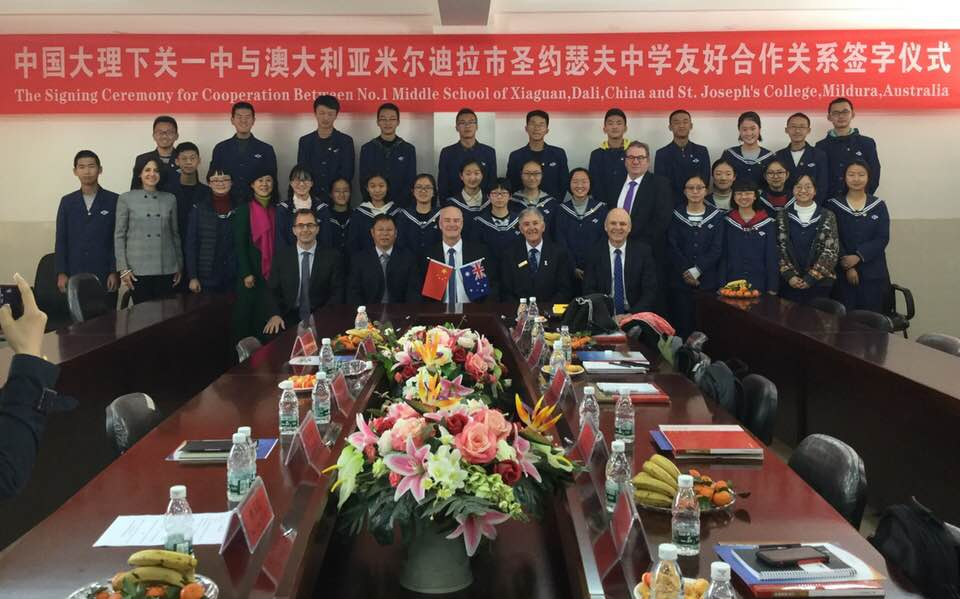 中国大理下关一中与澳大利亚米尔迪拉市圣约瑟夫中学友好合作关系签字仪式
The Signing Ceremony for Cooperation Between No.1 Middle School of Xiaguan,Dali,China and St. Joseph's College,Mildura,Australia